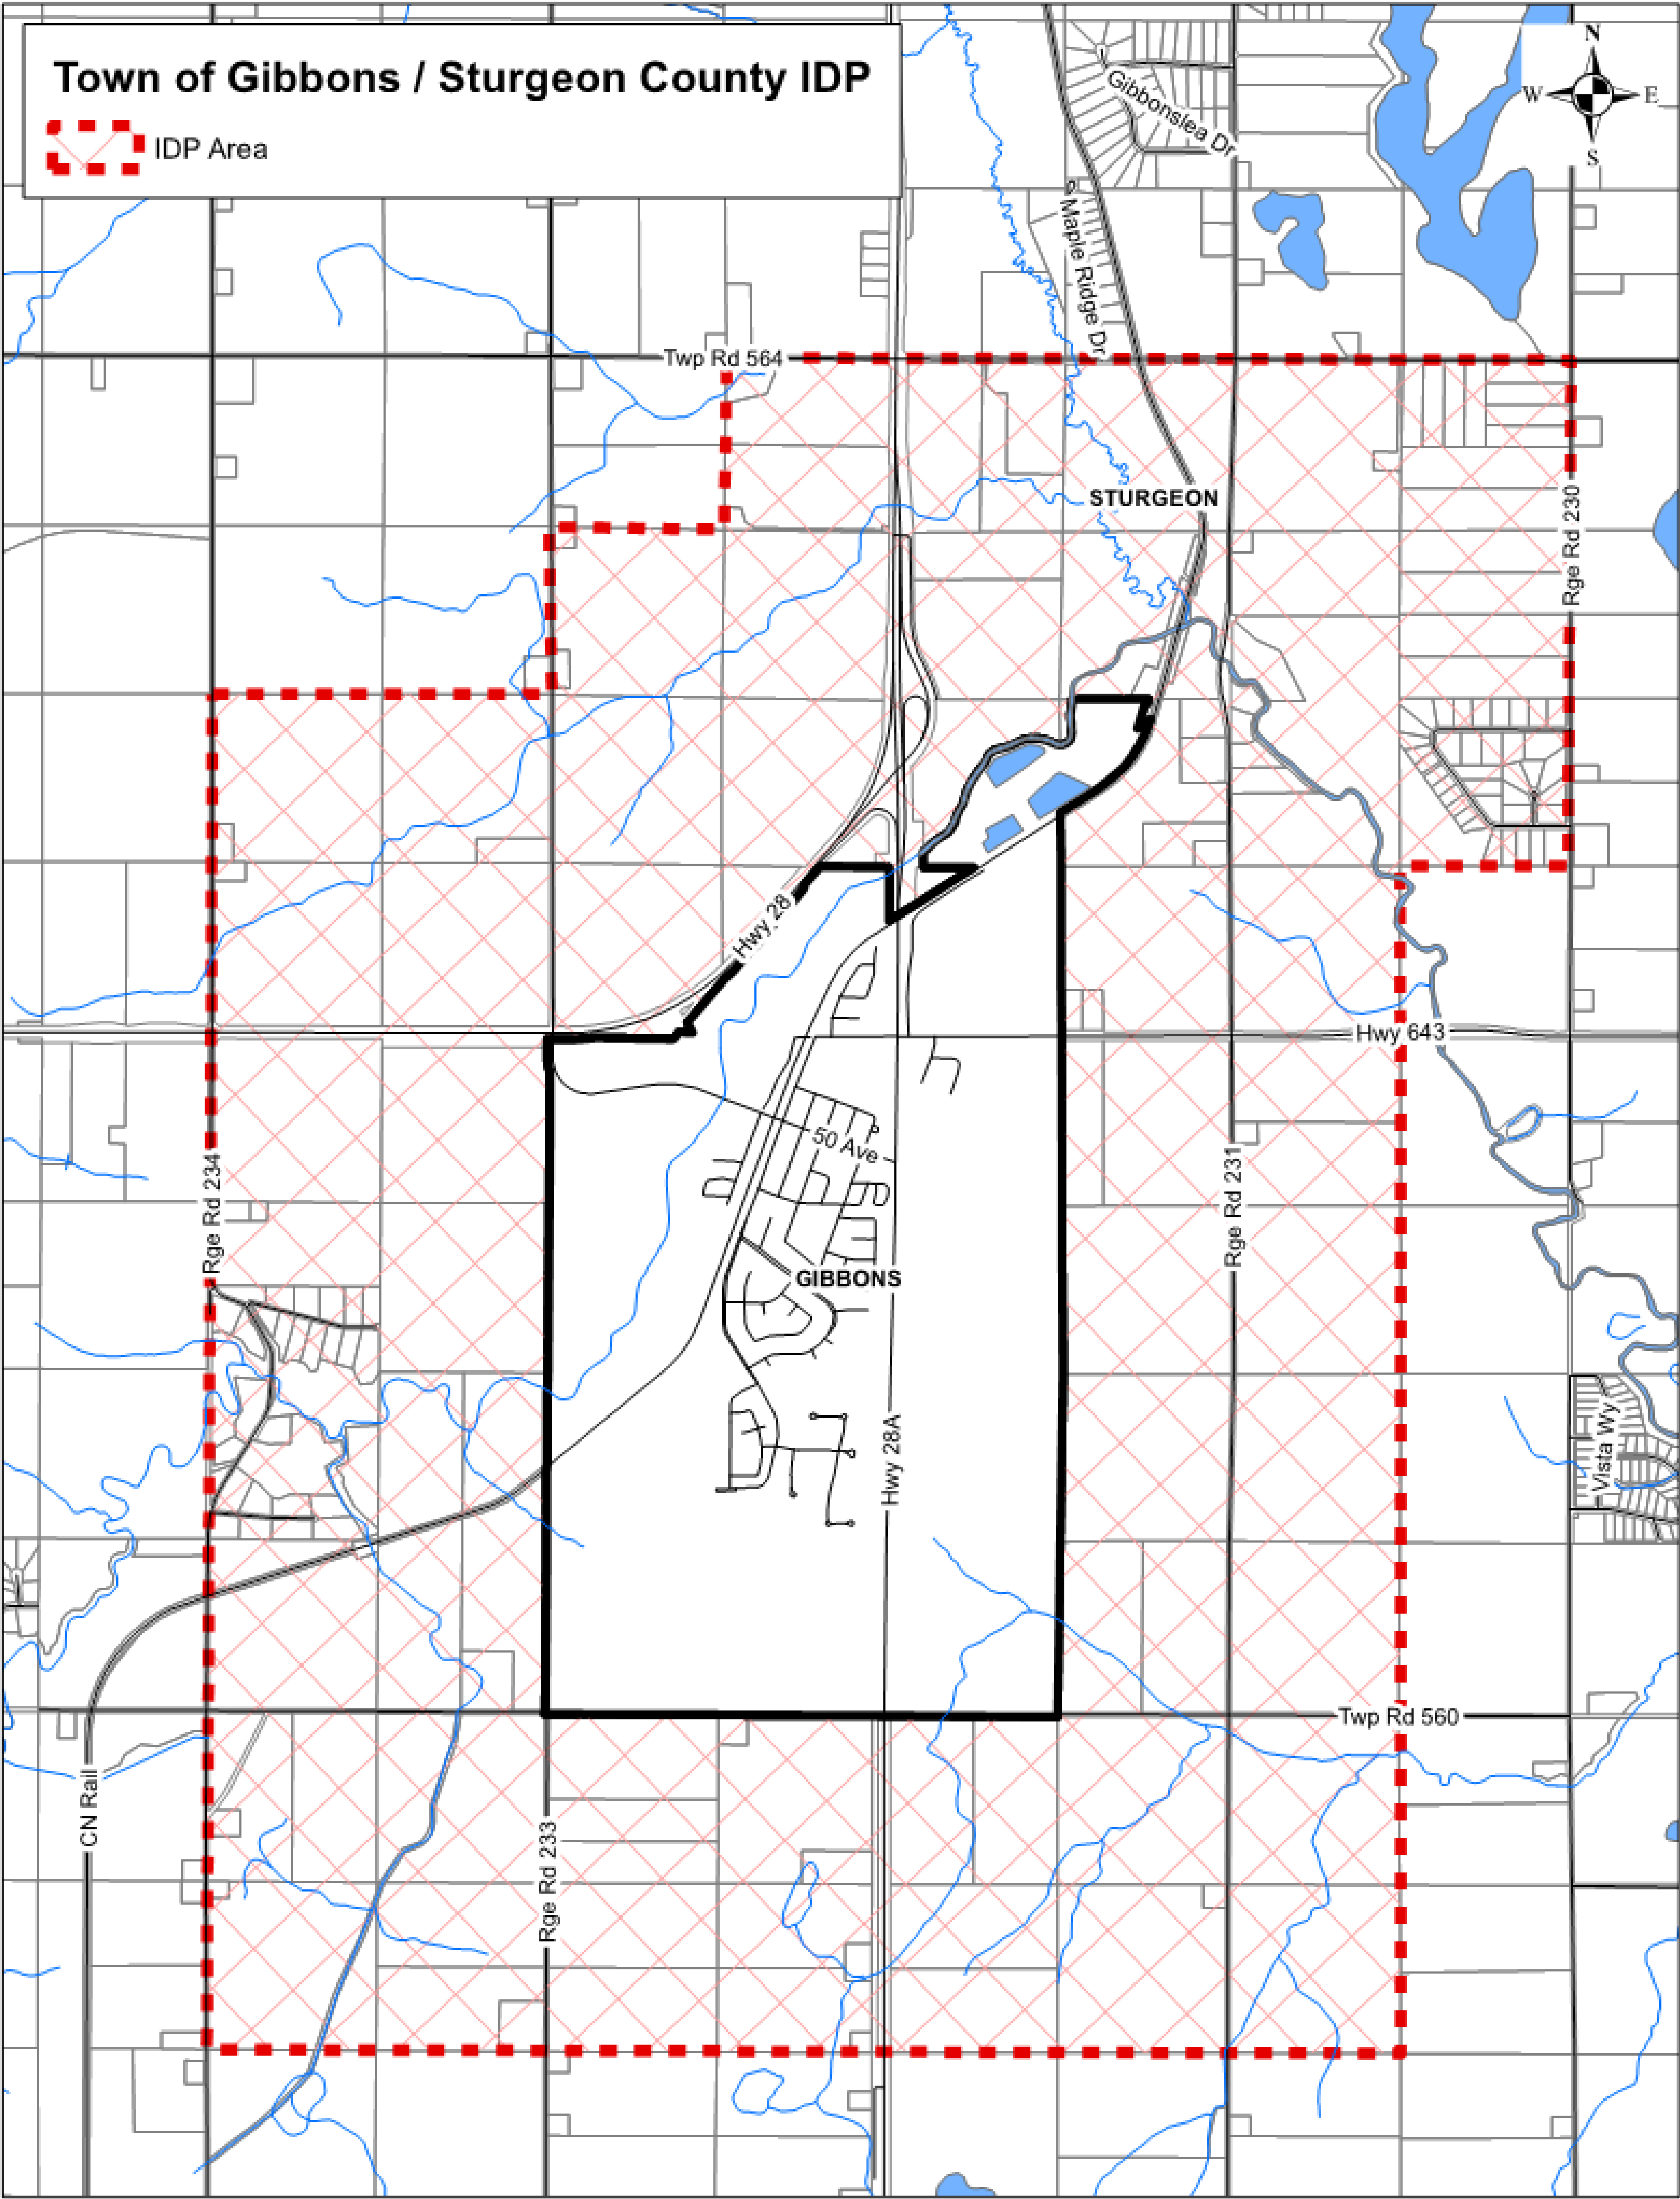 Town of Gibbons / Sturgeon County IDP
IDP Area
N
W
E
S
Gibbonslea Dr
Maple Ridge Dr
Twp Rd 564
STURGEON
Rge Rd 230
Hwy 28
Hwy 643
50 Ave
Rge Rd 234
Rge Rd 231
GIBBONS
Hwy 28A
Vista Wy
Twp Rd 560
CN Rail
Rge Rd 233